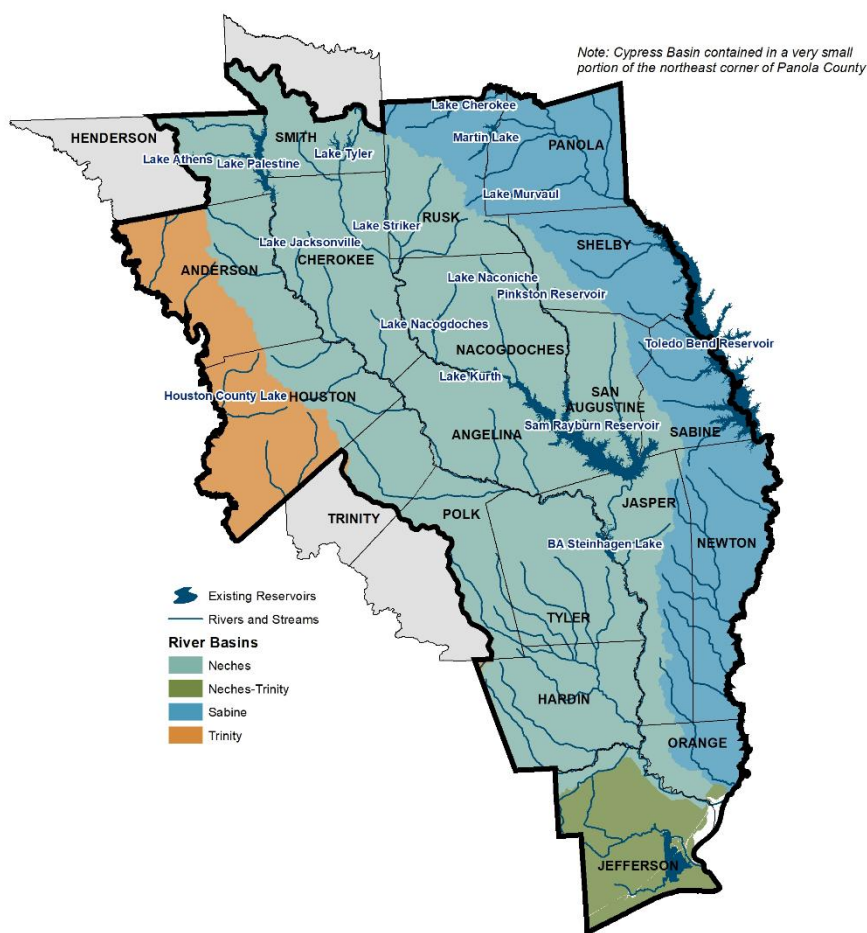 Note: Cypress Basin contained in a very small
portion of the northeast corner of Panola County
Lake Cherokee
HENDERSON
SMITH
Martin Lake
PANOLA
Lake Athens
Lake Palestine
Lake Tyler
Lake Murvaul
RUSK
Lake Striker
SHELBY
Lake Jacksonville
CHEROKEE
ANDERSON
Lake Naconiche
Pinkston Reservoir
Lake Nacogdoches
Toledo Bend Reservoir
NACOGDOCHES
Lake Kurth
Houston County Lake
HOUSTON
SAN
AUGUSTINE
ANGELINA
Sam Rayburn Reservoir
SABINE
JASPER
TRINITY
POLK
BA Steinhagen Lake
NEWTON
Existing Reservoirs
Rivers and Streams
River Basins
Neches
Neches-Trinity
Sabine
Trinity
TYLER
HARDIN
ORANGE
JEFFERSON